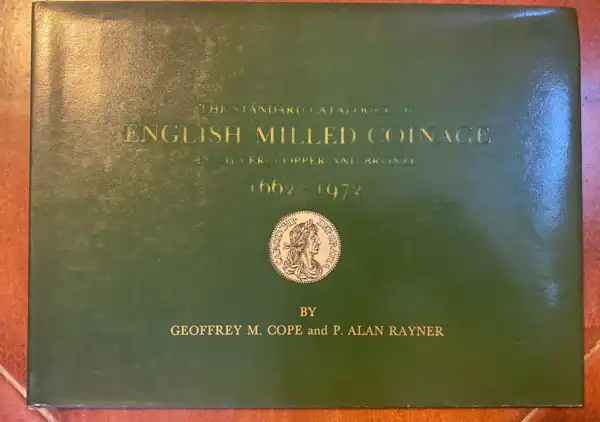 THE STANDARD CATALOGUE OF
ENGLISH MILLED COINAGE
IN SILVER, COPPER AND BRONZE
1662 - 1972
BY
GEOFFREY M. COPE and P. ALAN RAYNER